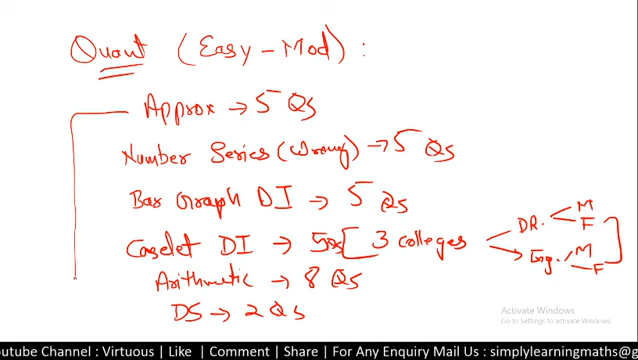 Quant (Easy - Mod) :
Approx → 5 Qs
Number Series (Wrong) → 5 Qs
Bar Graph DI → 5 Qs
Caselet DI → 5Qs [ 3 colleges
DR. < M
F
Eng. < M
F
Arithmetic → 8 Qs
DS → 2 Qs
Activate Windows
Go to Settings to activate Windows.
Youtube Channel : Virtuous | Like | Comment | Share | For Any Enquiry Mail Us : simplylearningmaths@g